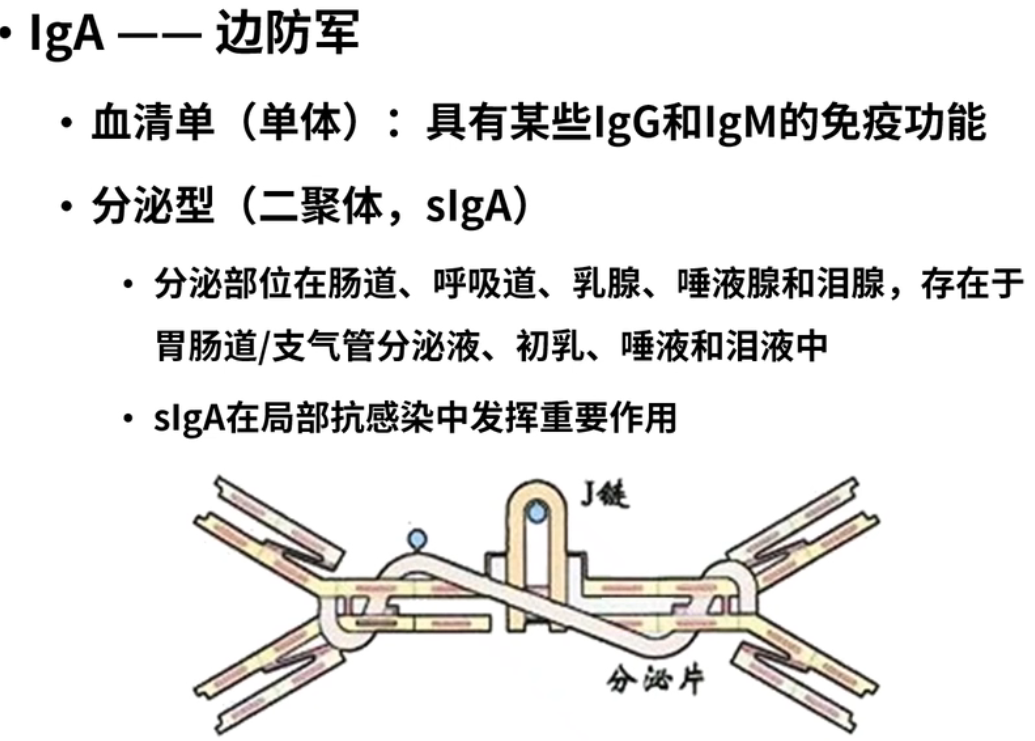 • IgA —— 边防军
• 血清单（单体）：具有某些IgG和IgM的免疫功能
• 分泌型（二聚体，sIgA）
• 分泌部位在肠道、呼吸道、乳腺、唾液腺和泪腺，存在于
胃肠道/支气管分泌液、初乳、唾液和泪液中
• sIgA在局部抗感染中发挥重要作用
J链
分泌片